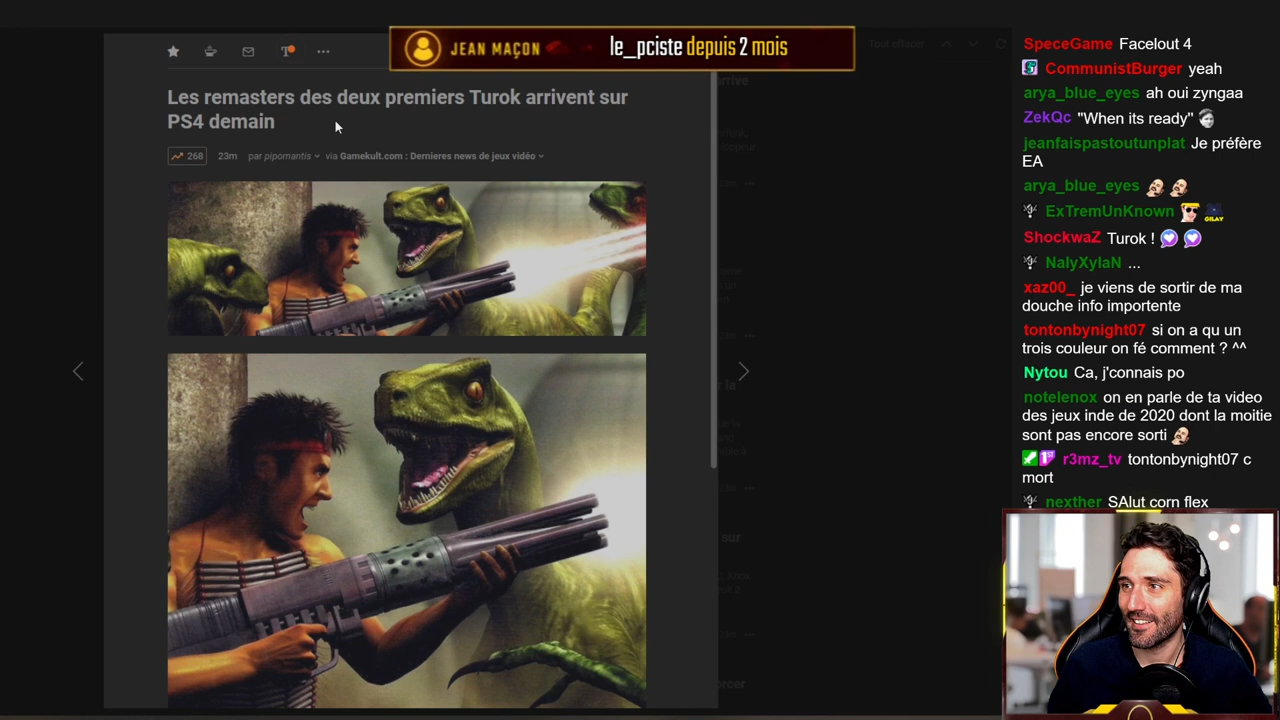 JEAN MAÇON le_pciste depuis 2 mois
Tout effacer
Les remasters des deux premiers Turok arrivent sur
PS4 demain
268 23m par pipomantis via Gamekult.com : Dernieres news de jeux vidéo
SpeceGame Facelout 4
CommunistBurger yeah
arya_blue_eyes ah oui zyngaa
ZekQc "When its ready"
jeanfaispastoutunplat Je préfère
EA
arya_blue_eyes
ExTremUnKnown GILAY
ShockwaZ Turok !
NalyXylaN ...
xaz00_ je viens de sortir de ma
douche info importente
tontonbynight07 si on a qu un
trois couleur on fé comment ? ^^
Nytou Ca, j'connais po
notelenox on en parle de ta video
des jeux inde de 2020 dont la moitie
sont pas encore sorti
r3mz_tv tontonbynight07 c
mort
nexther SAlut corn flex